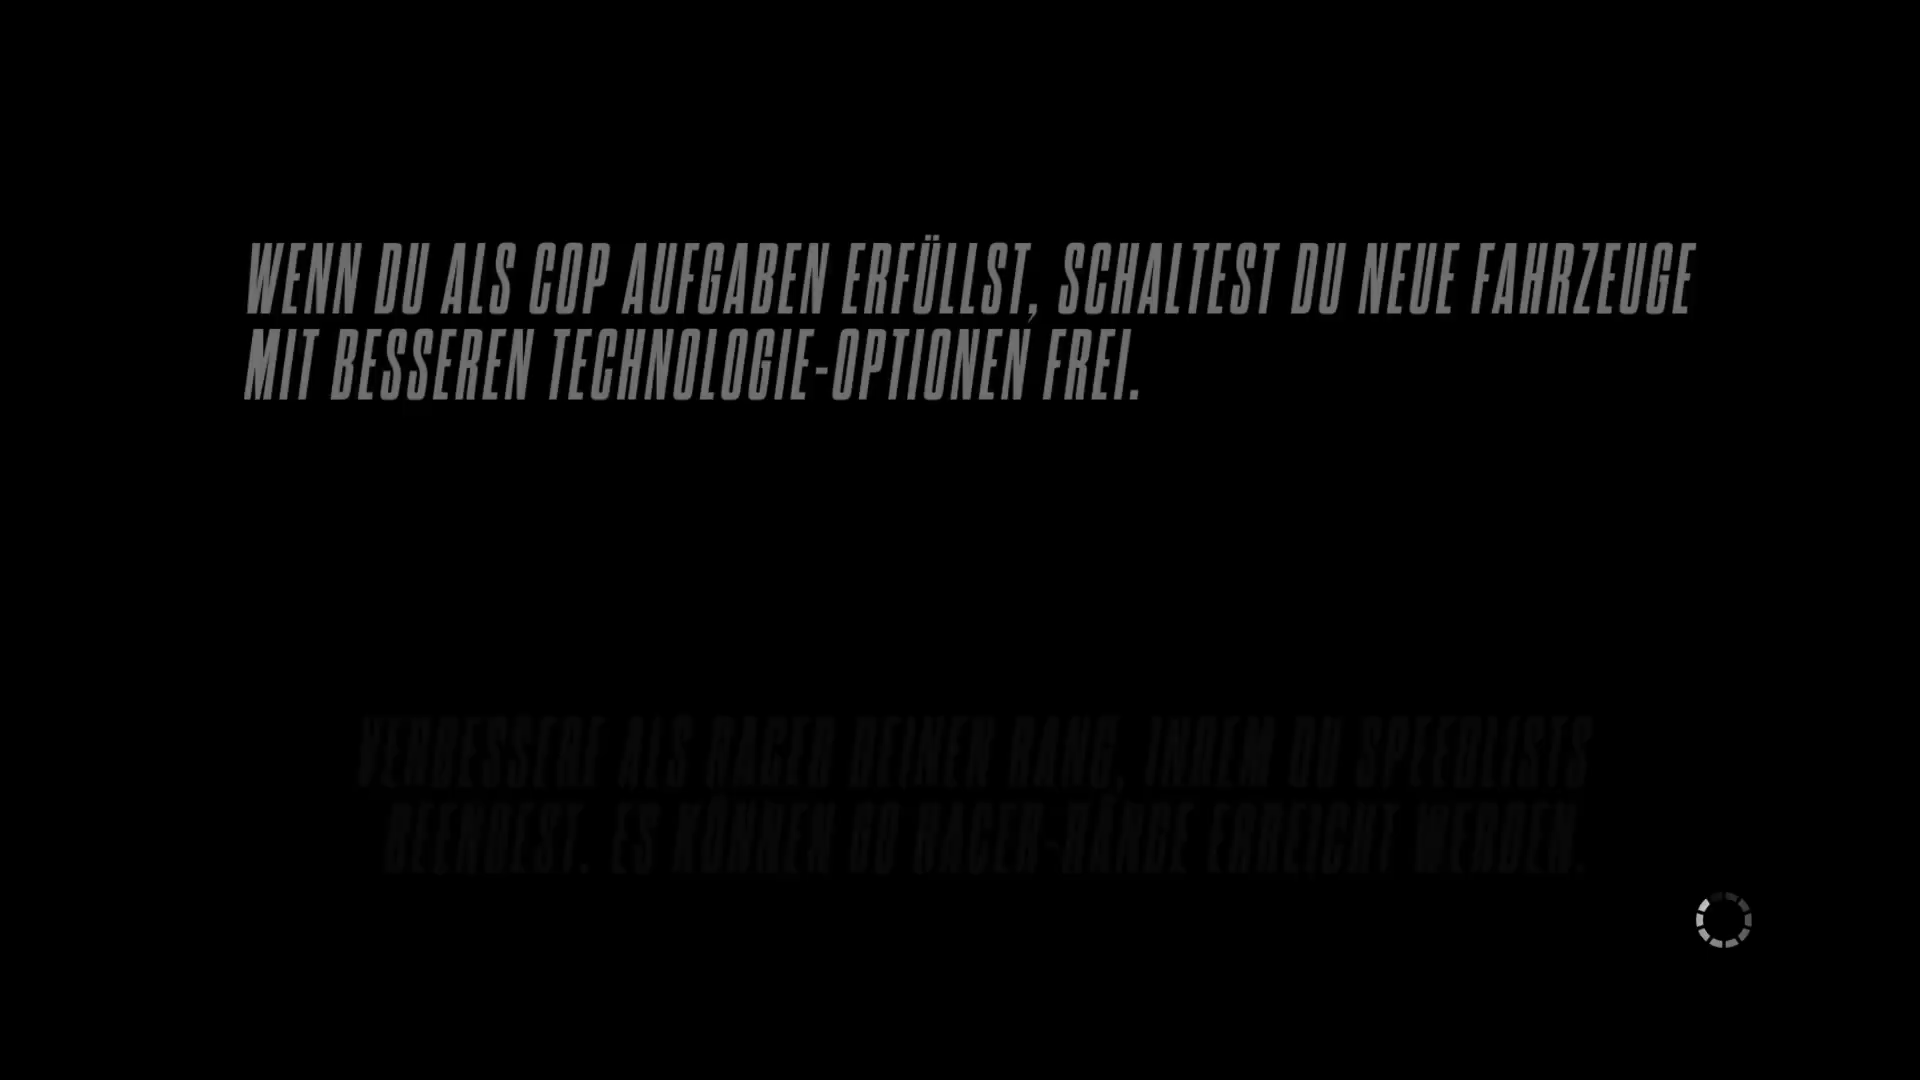 WENN DU ALS COP AUFGABEN ERFÜLLST, SCHALTEST DU NEUE FAHRZEUGE
MIT BESSEREN TECHNOLOGIE-OPTIONEN FREI.
VERBESSERE ALS RACER DEINEN RANG, INDEM DU SPEEDLISTS
BEENDEST. ES KÖNNEN 60 RACER-RÄNGE ERREICHT WERDEN.